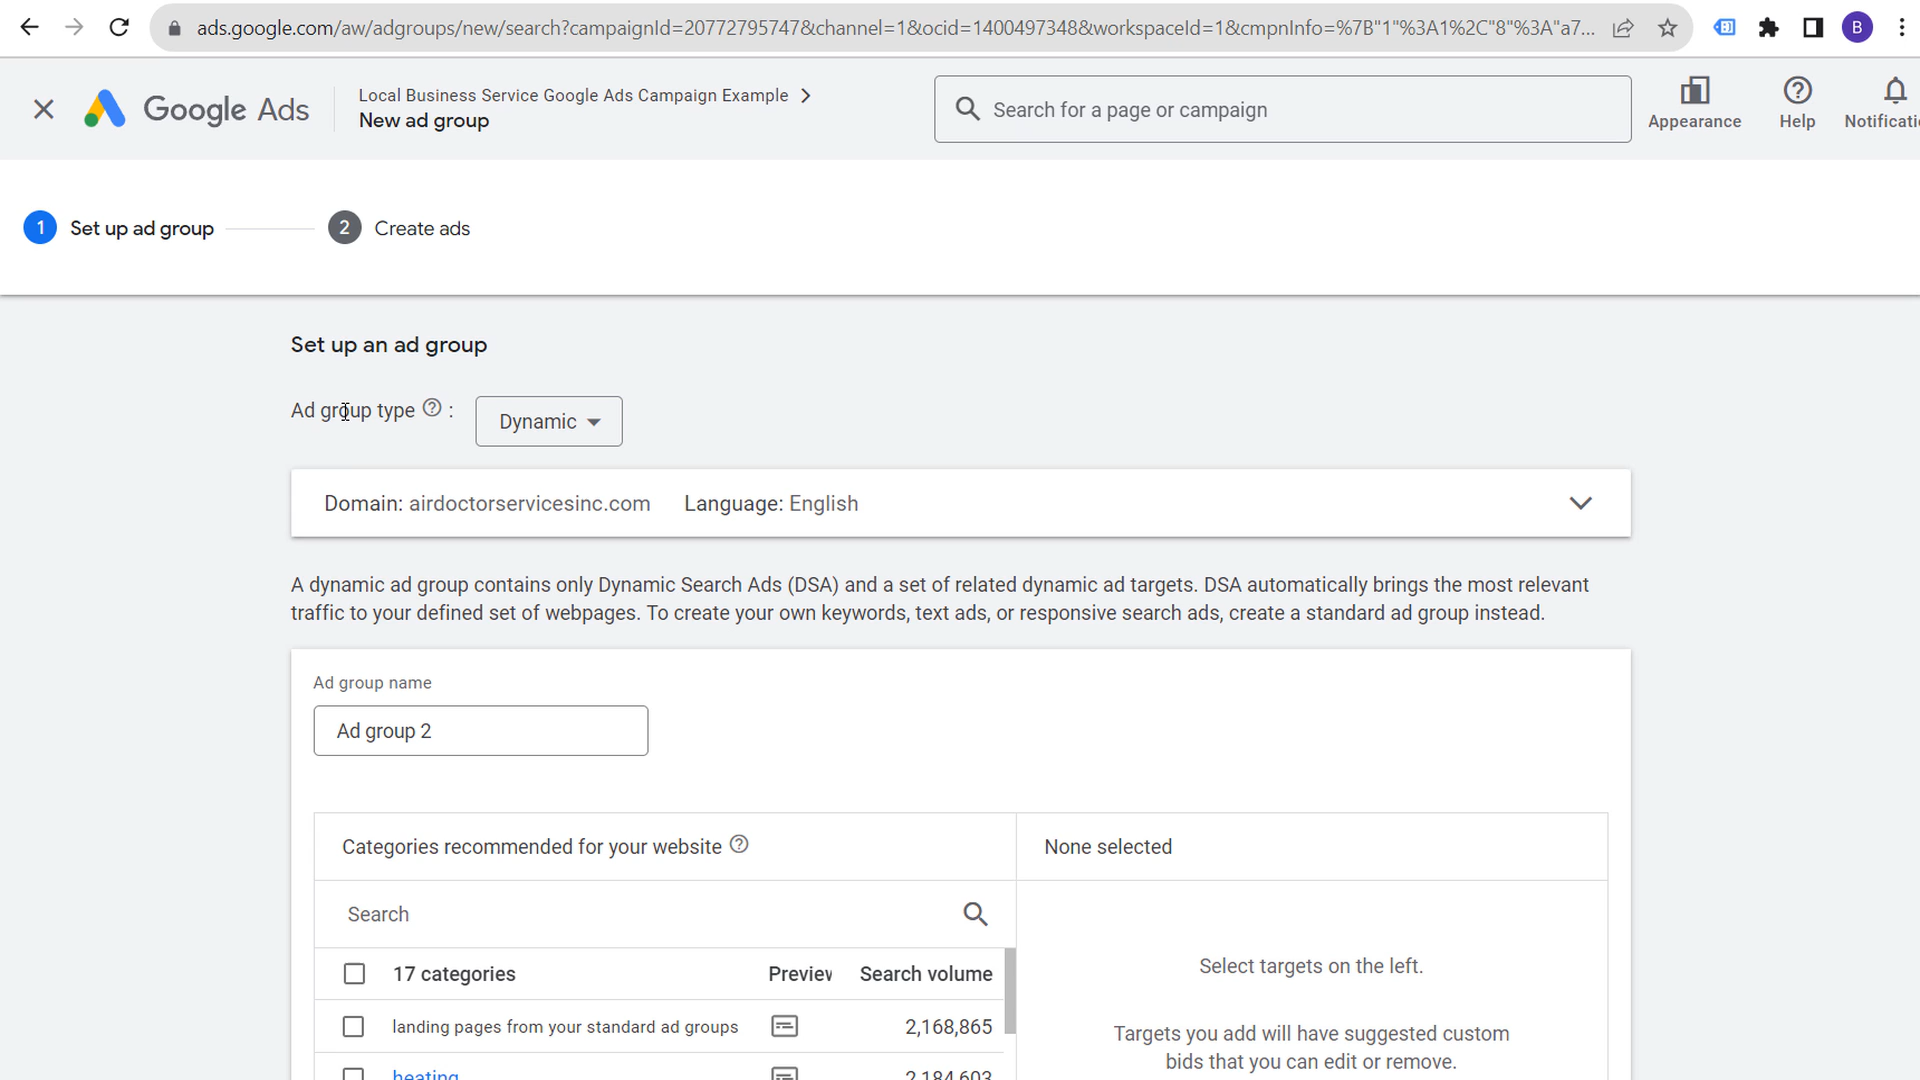 ads.google.com/aw/adgroups/new/search?campaignId=20772795747&channel=1&ocid=1400497348&workspaceId=1&cmpnInfo=%7B"1"%3A1%2C"8"%3A"a7...
B
Google Ads
Local Business Service Google Ads Campaign Example
New ad group
Search for a page or campaign
Appearance
Help
Notificati
1 Set up ad group
2 Create ads
Set up an ad group
Ad group type ? :
Dynamic
Domain: airdoctorservicesinc.com Language: English
A dynamic ad group contains only Dynamic Search Ads (DSA) and a set of related dynamic ad targets. DSA automatically brings the most relevant
traffic to your defined set of webpages. To create your own keywords, text ads, or responsive search ads, create a standard ad group instead.
Ad group name
Ad group 2
Categories recommended for your website ?
None selected
Search
17 categories Preview Search volume
landing pages from your standard ad groups 2,168,865
heating 2,184,603
Select targets on the left.
Targets you add will have suggested custom
bids that you can edit or remove.